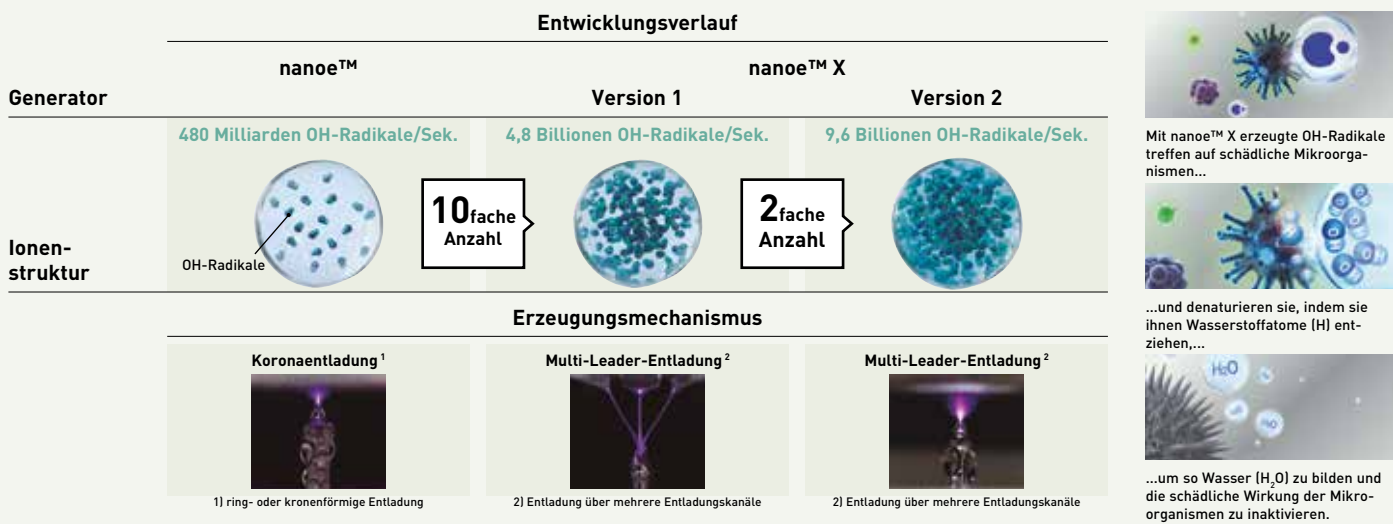 Entwicklungsverlauf
nanoe™
nanoe™ X
Generator
Version 1
Version 2
480 Milliarden OH-Radikale/Sek.
4,8 Billionen OH-Radikale/Sek.
9,6 Billionen OH-Radikale/Sek.
10fache
Anzahl
2fache
Anzahl
OH-Radikale
Ionen-
struktur
Erzeugungsmechanismus
Koronaentladung ¹
Multi-Leader-Entladung ²
Multi-Leader-Entladung ²
1) ring- oder kronenförmige Entladung
2) Entladung über mehrere Entladungskanäle
2) Entladung über mehrere Entladungskanäle
Mit nanoe™ X erzeugte OH-Radikale
treffen auf schädliche Mikroorga-
nismen...
...und denaturieren sie, indem sie
ihnen Wasserstoffatome (H) ent-
ziehen,...
H₂O
...um so Wasser (H₂O) zu bilden und
die schädliche Wirkung der Mikro-
organismen zu inaktivieren.